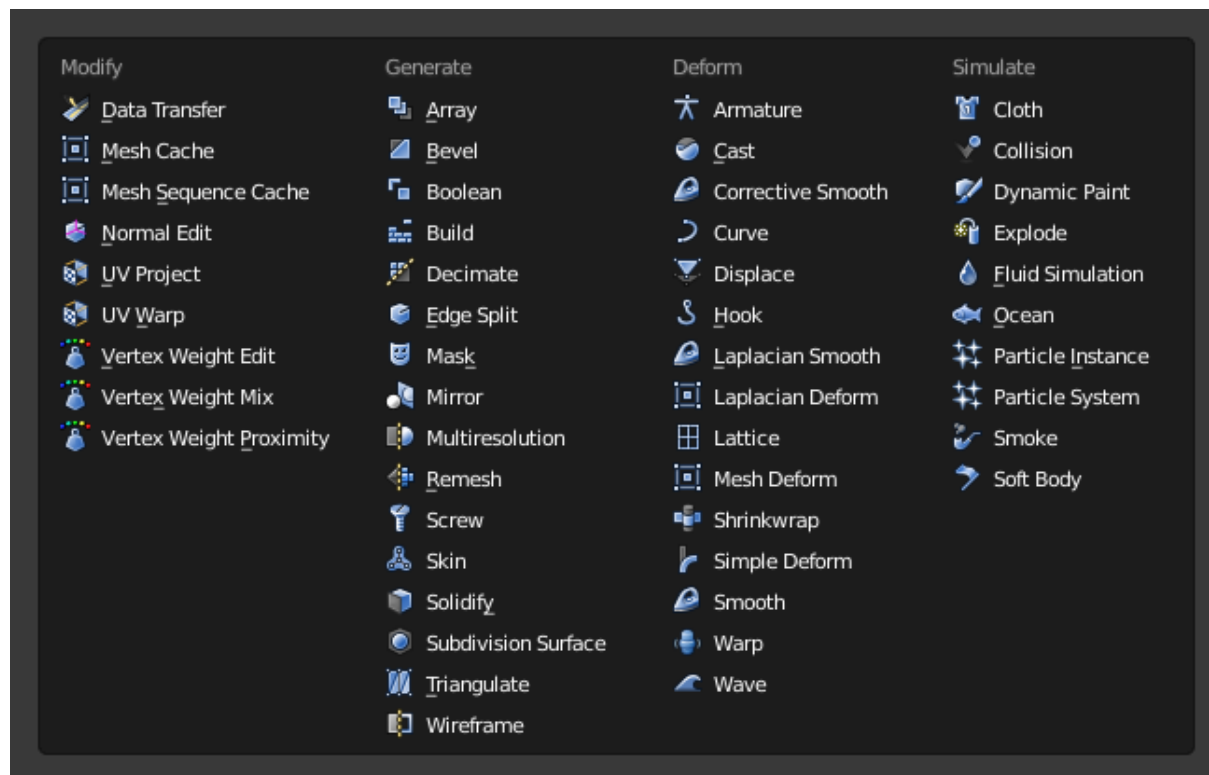 Modify
Data Transfer
Mesh Cache
Mesh Sequence Cache
Normal Edit
UV Project
UV Warp
Vertex Weight Edit
Vertex Weight Mix
Vertex Weight Proximity
Generate
Array
Bevel
Boolean
Build
Decimate
Edge Split
Mask
Mirror
Multiresolution
Remesh
Screw
Skin
Solidify
Subdivision Surface
Triangulate
Wireframe
Deform
Armature
Cast
Corrective Smooth
Curve
Displace
Hook
Laplacian Smooth
Laplacian Deform
Lattice
Mesh Deform
Shrinkwrap
Simple Deform
Smooth
Warp
Wave
Simulate
Cloth
Collision
Dynamic Paint
Explode
Fluid Simulation
Ocean
Particle Instance
Particle System
Smoke
Soft Body